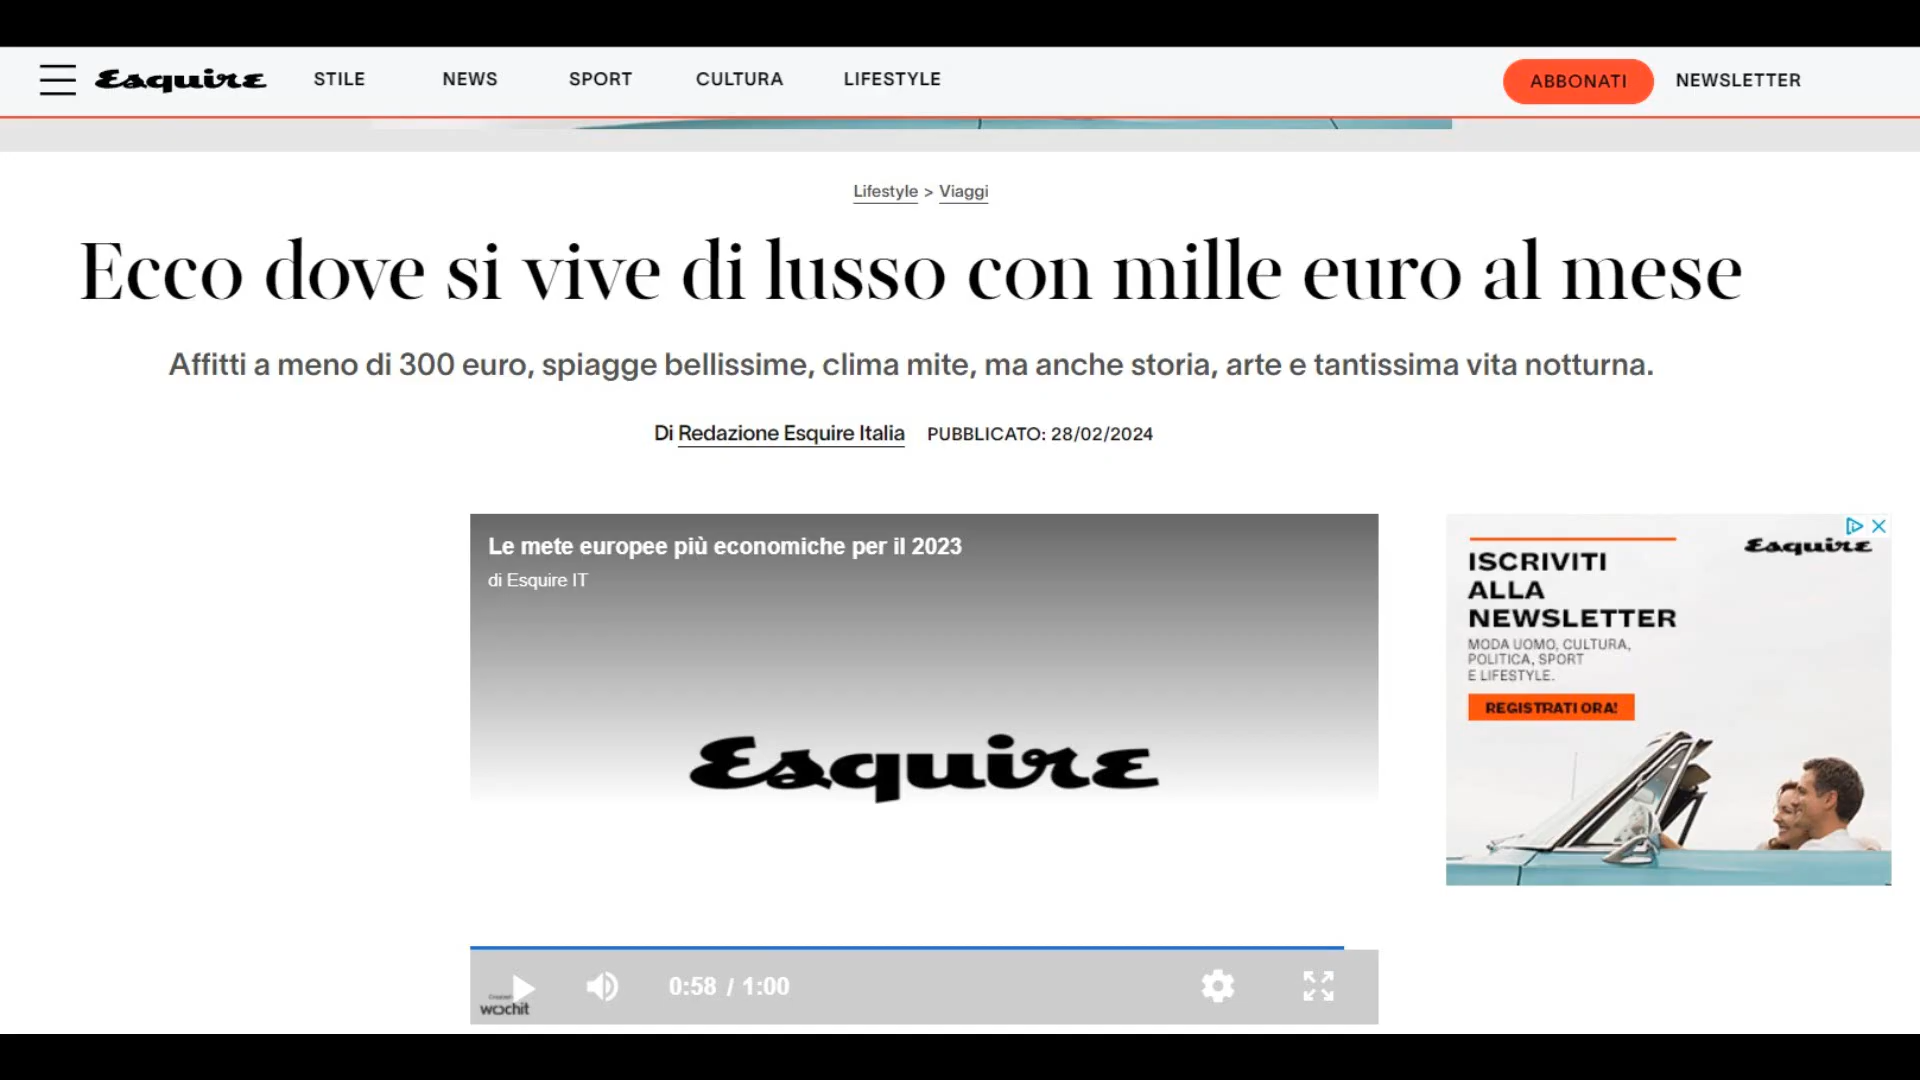 Esquire STILE NEWS SPORT CULTURA LIFESTYLE ABBONATI NEWSLETTER
Lifestyle > Viaggi
Ecco dove si vive di lusso con mille euro al mese
Affitti a meno di 300 euro, spiagge bellissime, clima mite, ma anche storia, arte e tantissima vita notturna.
Di Redazione Esquire Italia PUBBLICATO: 28/02/2024
Le mete europee più economiche per il 2023
di Esquire IT
Esquire
0:58 / 1:00
wochit
Esquire
ISCRIVITI
ALLA
NEWSLETTER
MODA UOMO, CULTURA,
POLITICA, SPORT
E LIFESTYLE.
REGISTRATI ORA!